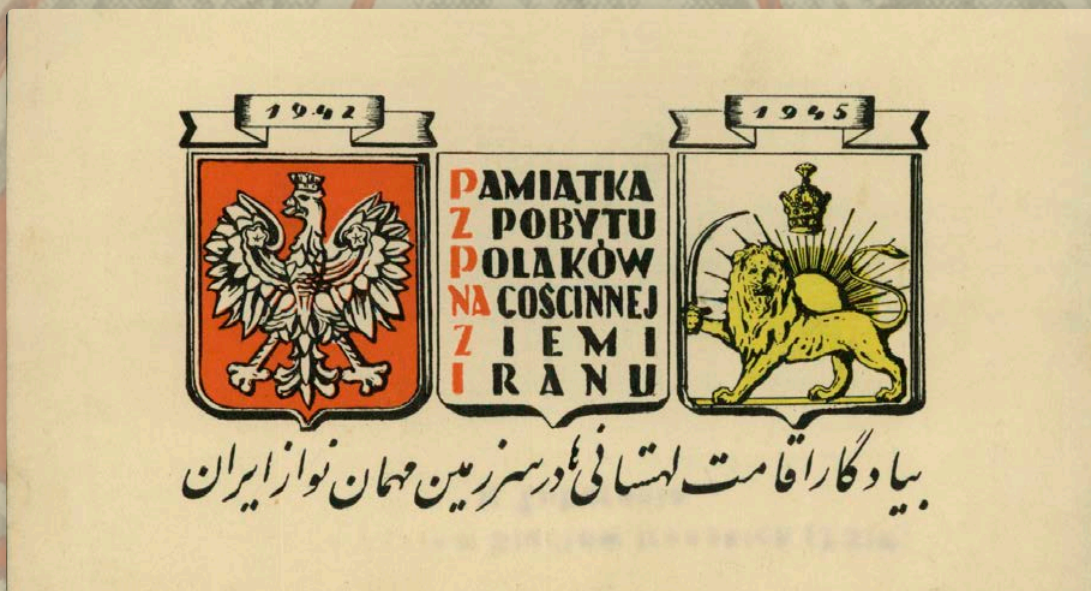 1942
1945
PAMIĄTKA
Z POBYTU
POLAKÓW
NA GOŚCINNEJ
ZIEMI
IRANU
بیادگار اقامت لهستانی‌ها در سرزمین مهمان نواز ایران